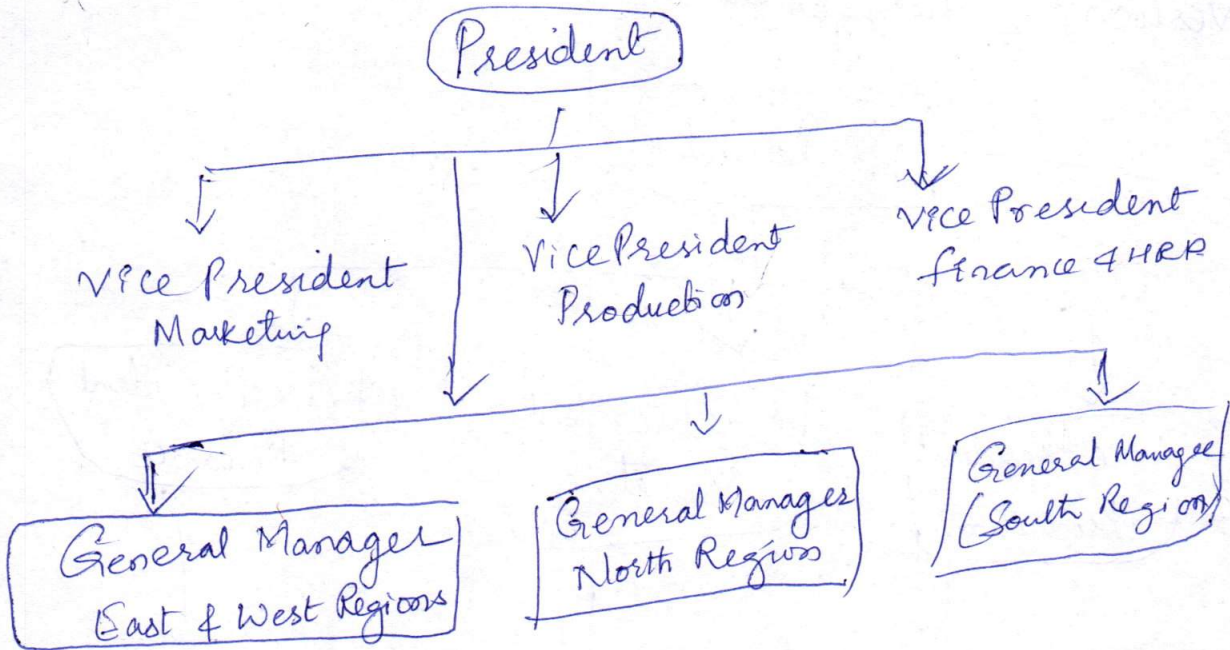 President
Vice President
Marketing
Vice President
Production
Vice President
finance & HRR
General Manager
East & West Regions
General Manager
North Region
General Manager
(South Region)